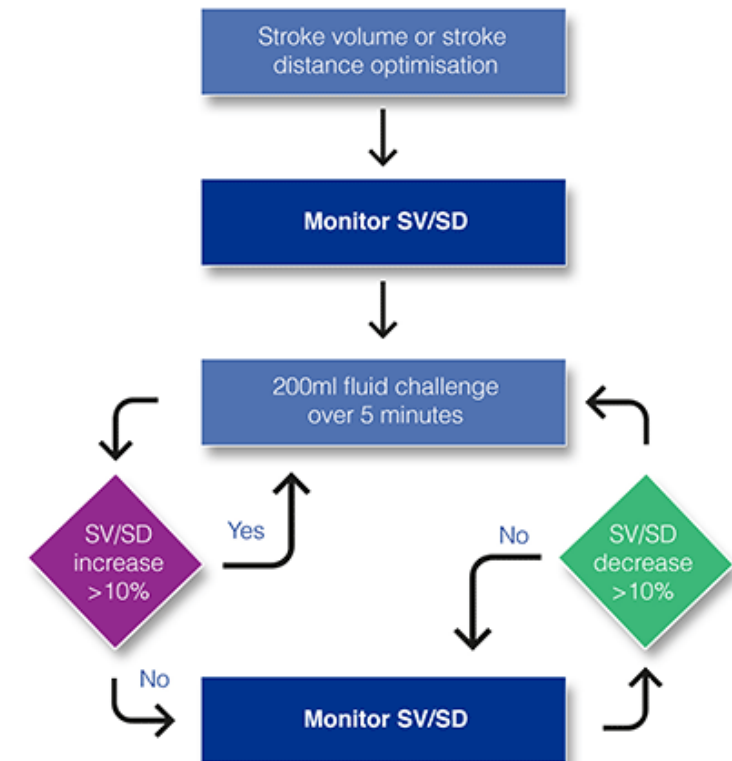 Stroke volume or stroke
distance optimisation
Monitor SV/SD
200ml fluid challenge
over 5 minutes
SV/SD
increase
>10%
Yes
No
SV/SD
decrease
>10%
No
Monitor SV/SD